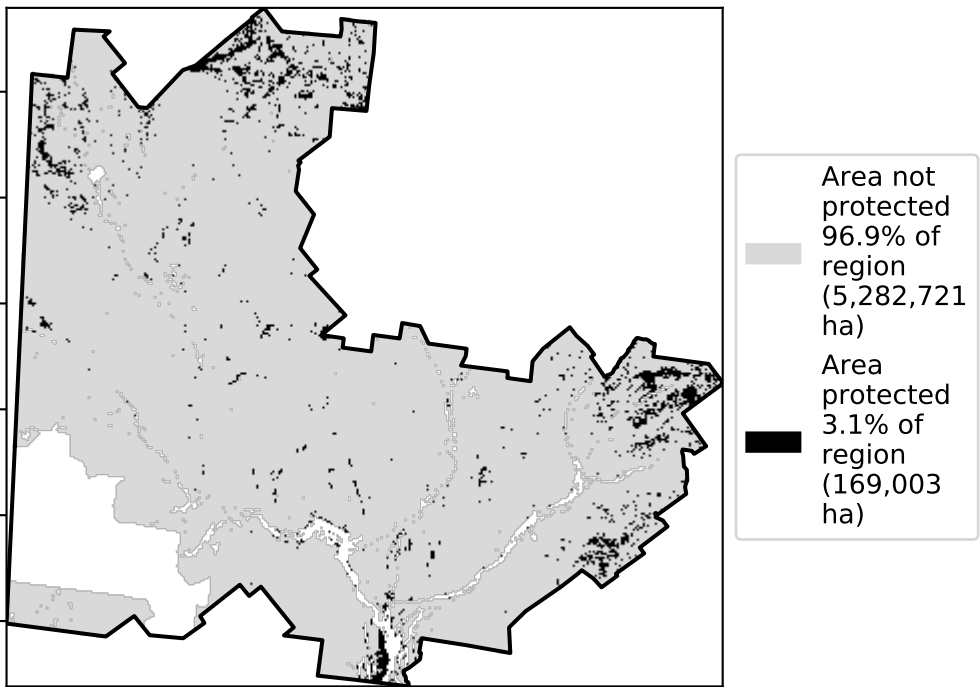 Area not
protected
96.9% of
region
(5,282,721
ha)
Area
protected
3.1% of
region
(169,003
ha)